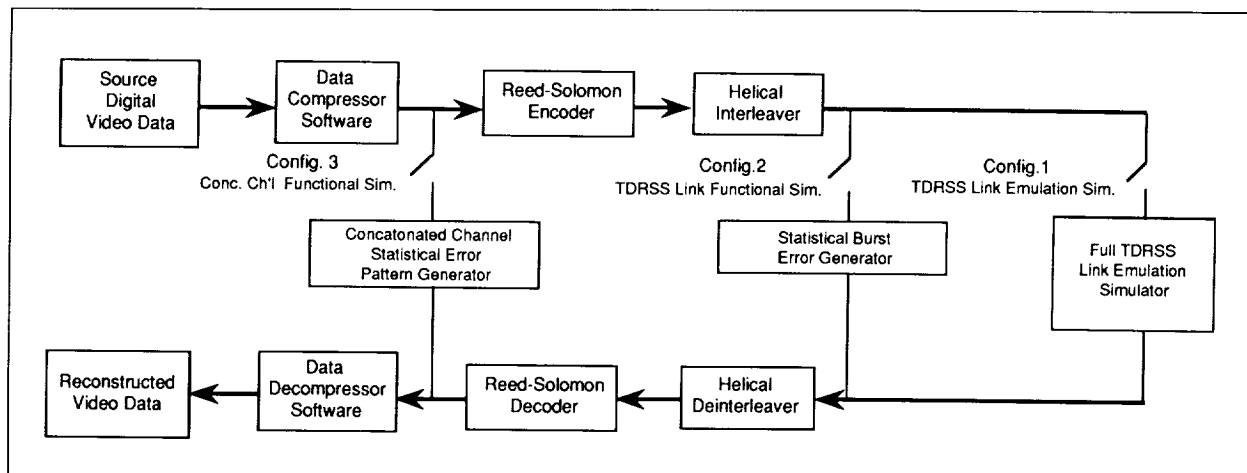 Source
Digital
Video Data
Data
Compressor
Software
Reed-Solomon
Encoder
Helical
Interleaver
Config. 3
Conc. Ch'l Functional Sim.
Config.2
TDRSS Link Functional Sim.
Config.1
TDRSS Link Emulation Sim.
Concatonated Channel
Statistical Error
Pattern Generator
Statistical Burst
Error Generator
Full TDRSS
Link Emulation
Simulator
Reconstructed
Video Data
Data
Decompressor
Software
Reed-Solomon
Decoder
Helical
Deinterleaver